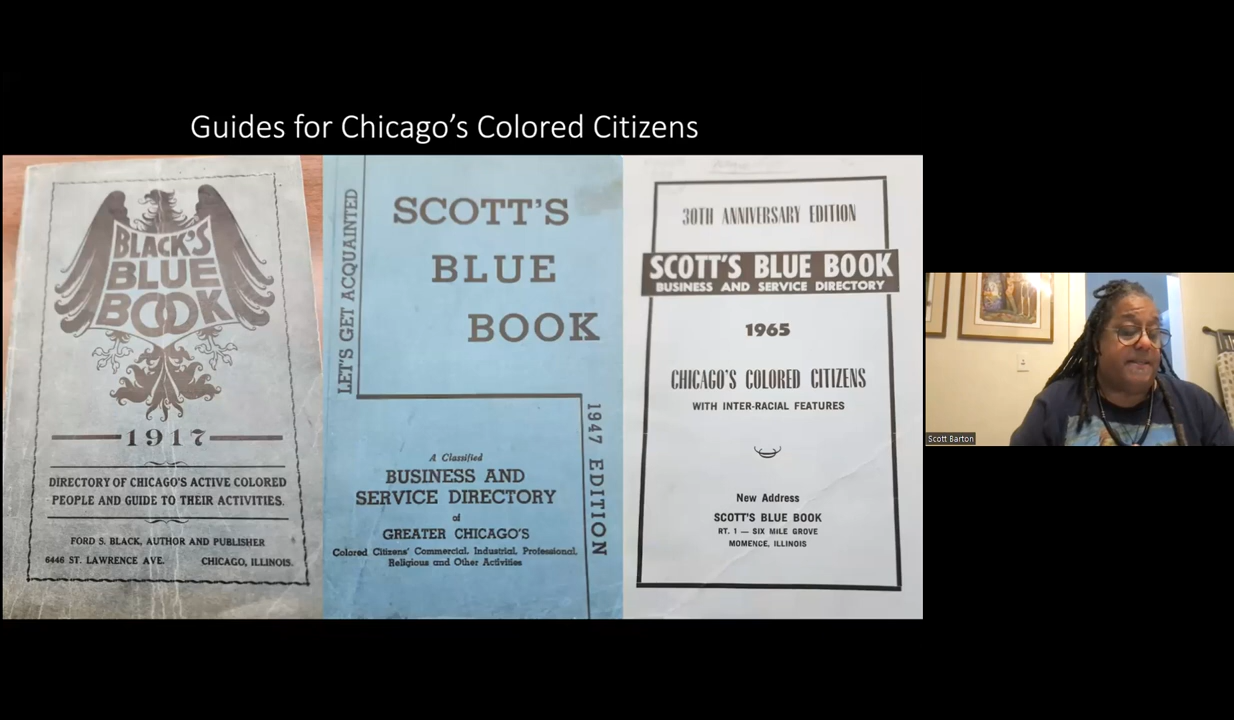 Guides for Chicago's Colored Citizens
BLACK'S
BLUE
BOOK
1917
DIRECTORY OF CHICAGO'S ACTIVE COLORED
PEOPLE AND GUIDE TO THEIR ACTIVITIES.
FORD S. BLACK, AUTHOR AND PUBLISHER
6446 ST. LAWRENCE AVE. CHICAGO, ILLINOIS.
LET'S GET ACQUAINTED
SCOTT'S
BLUE
BOOK
1947 EDITION
A Classified
BUSINESS AND
SERVICE DIRECTORY
of
GREATER CHICAGO'S
Colored Citizens' Commercial, Industrial, Professional,
Religious and Other Activities
30TH ANNIVERSARY EDITION
SCOTT'S BLUE BOOK
BUSINESS AND SERVICE DIRECTORY
1965
CHICAGO'S COLORED CITIZENS
WITH INTER-RACIAL FEATURES
New Address
SCOTT'S BLUE BOOK
RT. 1 — SIX MILE GROVE
MOMENCE, ILLINOIS
Scott Barton